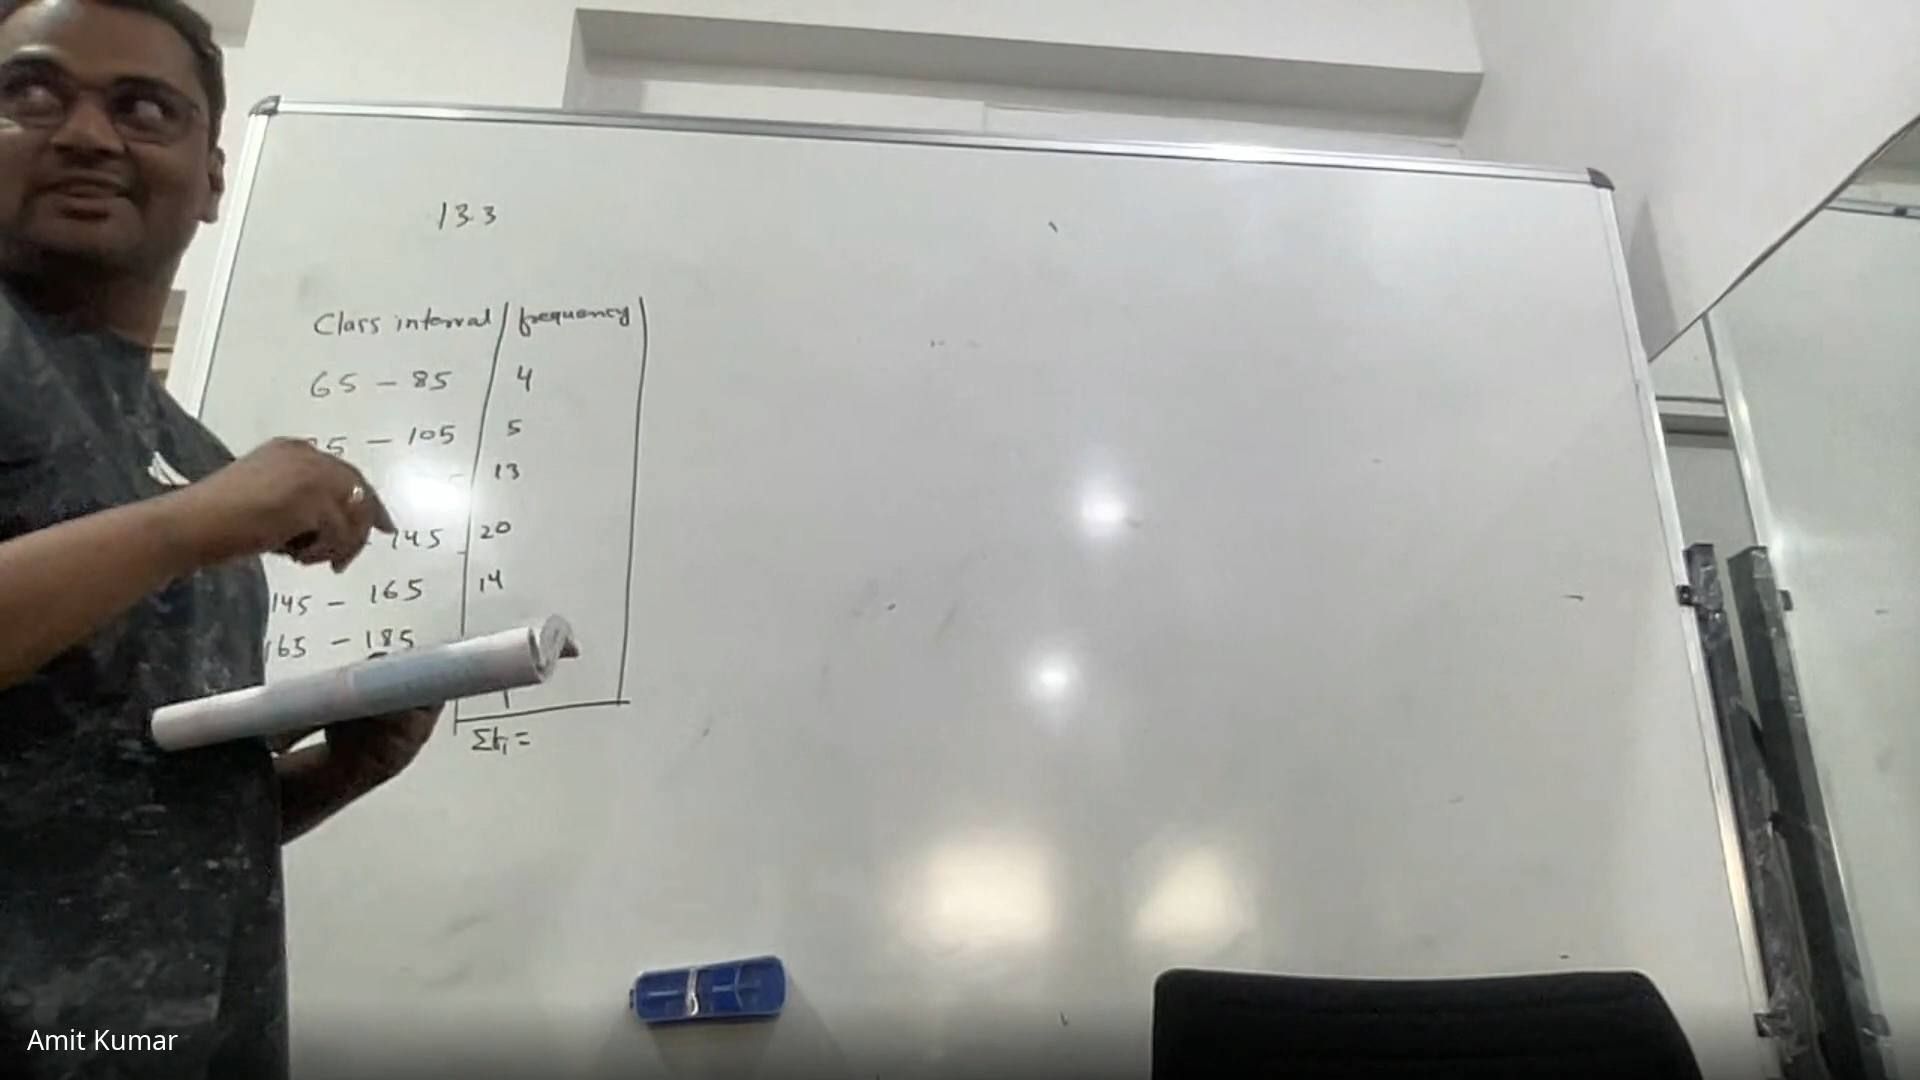 13.3
Class interval | frequency
65 - 85 4
5 - 105 5
13
- 145 20
145 - 165 14
165 - 185
Σfi =
Amit Kumar